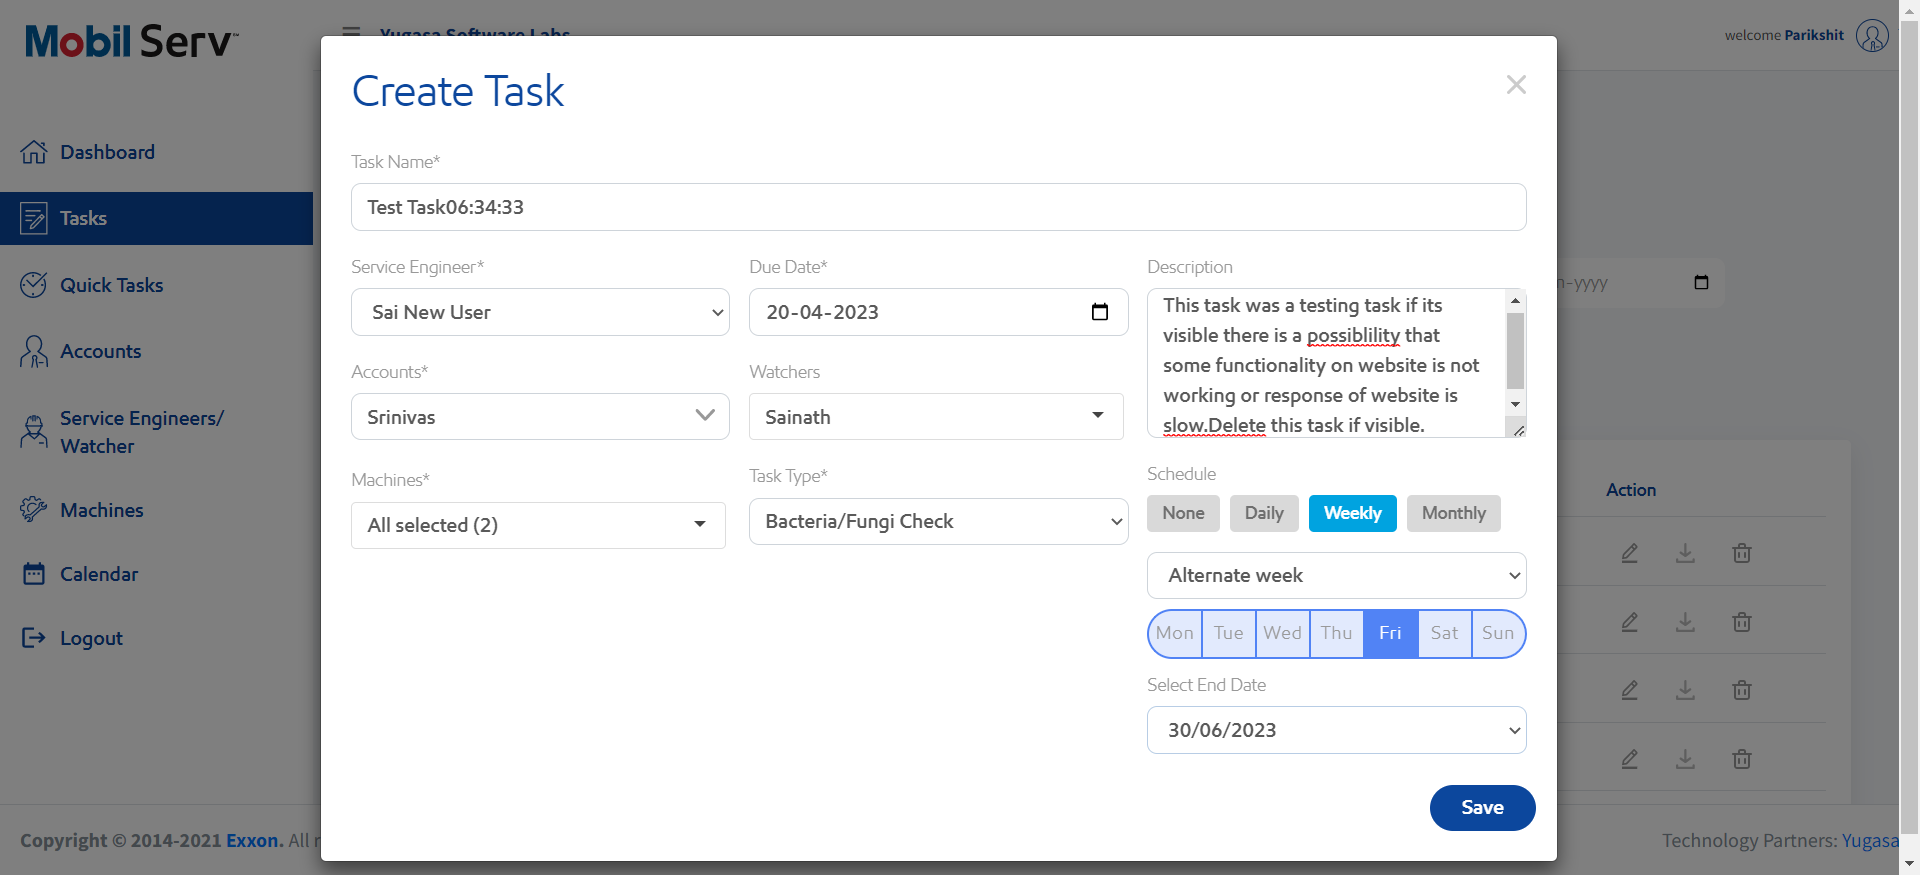 Mobil Serv™
Yugasa Software Labs
welcome Parikshit
Dashboard
Tasks
Quick Tasks
Accounts
Service Engineers/
Watcher
Machines
Calendar
Logout
Create Task
Task Name*
Test Task06:34:33
Service Engineer*
Sai New User
Due Date*
20-04-2023
Description
This task was a testing task if its
visible there is a possiblility that
some functionality on website is not
working or response of website is
slow.Delete this task if visible.
Accounts*
Srinivas
Watchers
Sainath
Machines*
All selected (2)
Task Type*
Bacteria/Fungi Check
Schedule
None Daily Weekly Monthly
Alternate week
Mon Tue Wed Thu Fri Sat Sun
Select End Date
30/06/2023
Save
-yyyy
Action
Copyright © 2014-2021 Exxon. All
Technology Partners: Yugasa